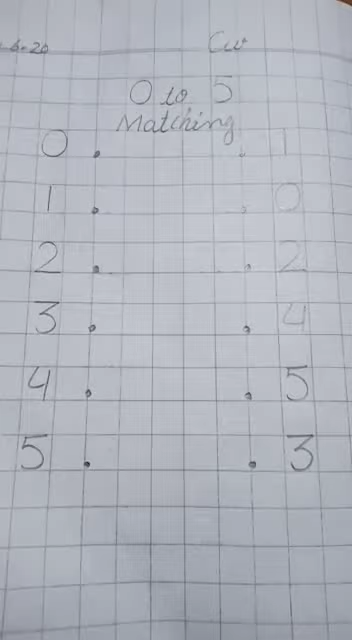 6-20 Cw
0 to 5
Matching
0 . . 1
1 . . 0
2 . . 2
3 . . 4
4 . . 5
5 . . 3